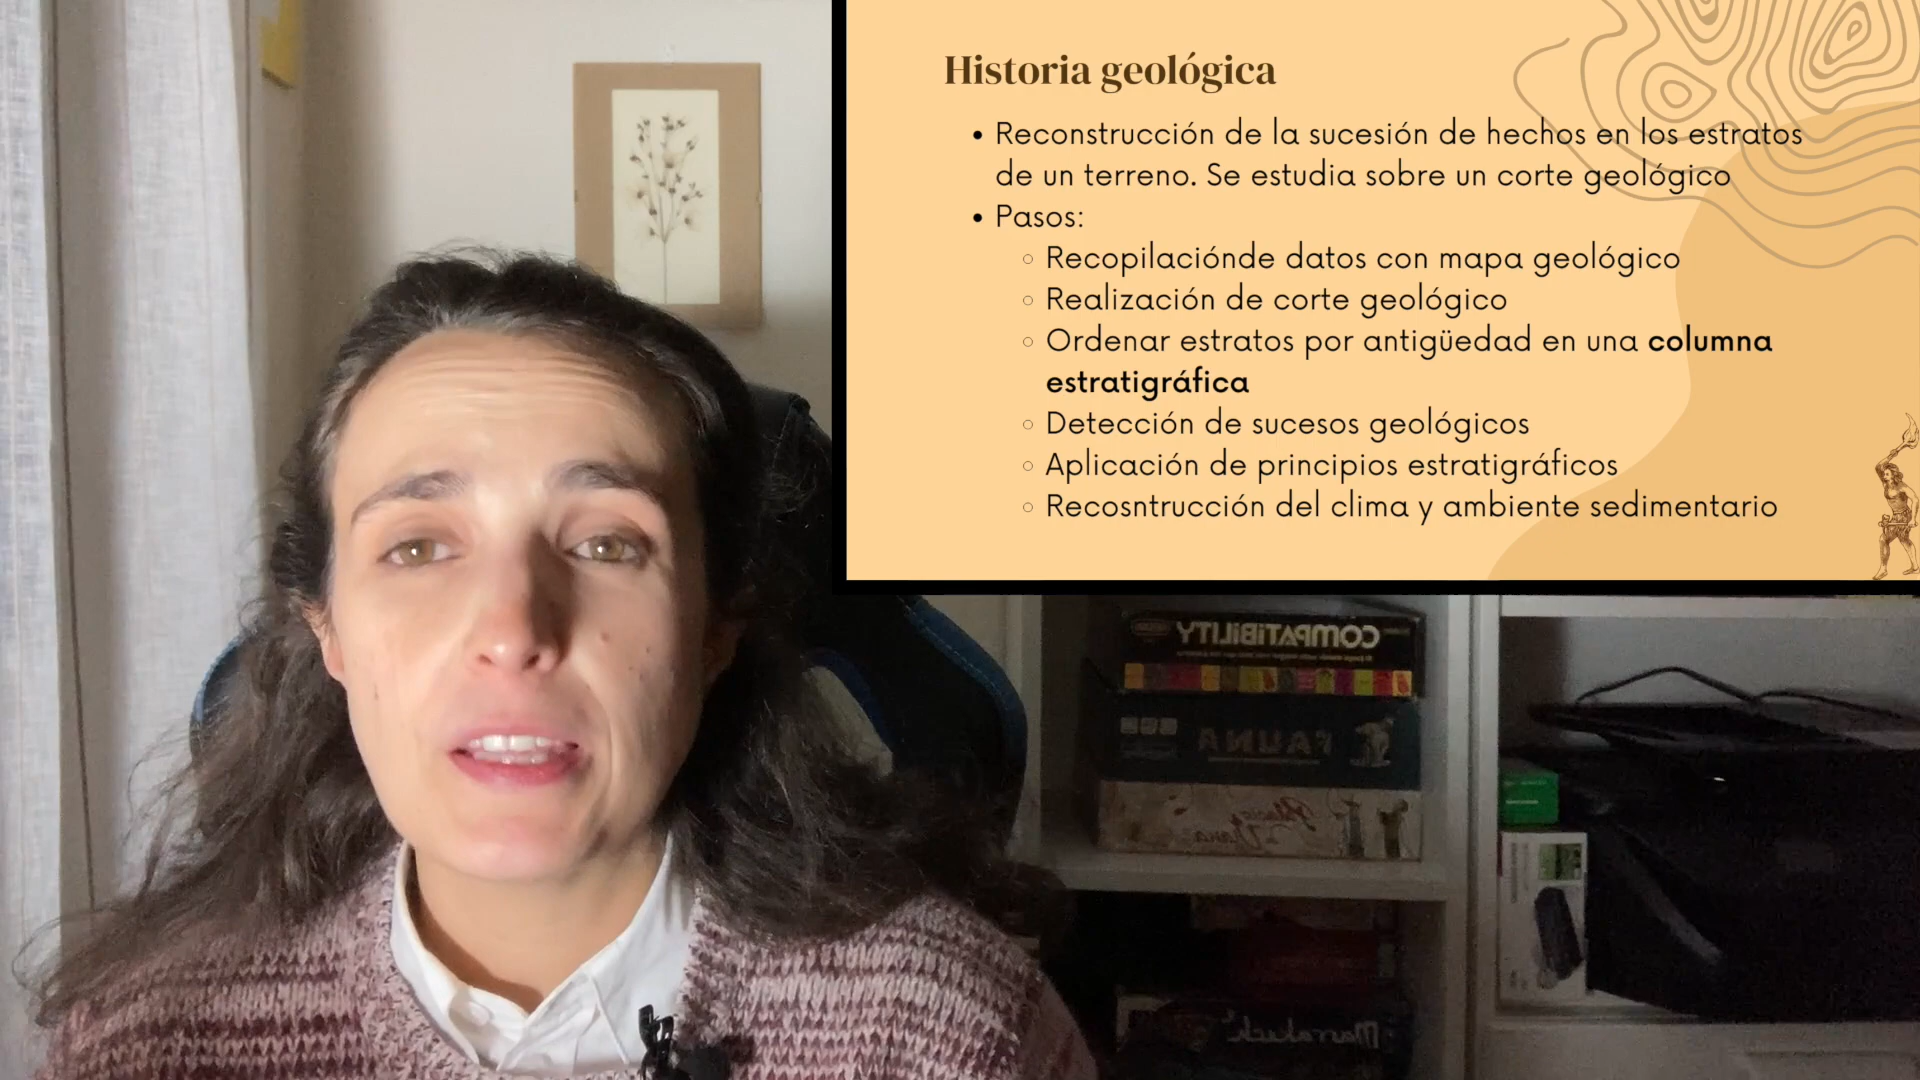 Historia geológica
• Reconstrucción de la sucesión de hechos en los estratos
de un terreno. Se estudia sobre un corte geológico
• Pasos:
○ Recopilaciónde datos con mapa geológico
○ Realización de corte geológico
○ Ordenar estratos por antigüedad en una columna
estratigráfica
○ Detección de sucesos geológicos
○ Aplicación de principios estratigráficos
○ Recosntrucción del clima y ambiente sedimentario
COMPATIBILITY
FAUNA
Marrakech